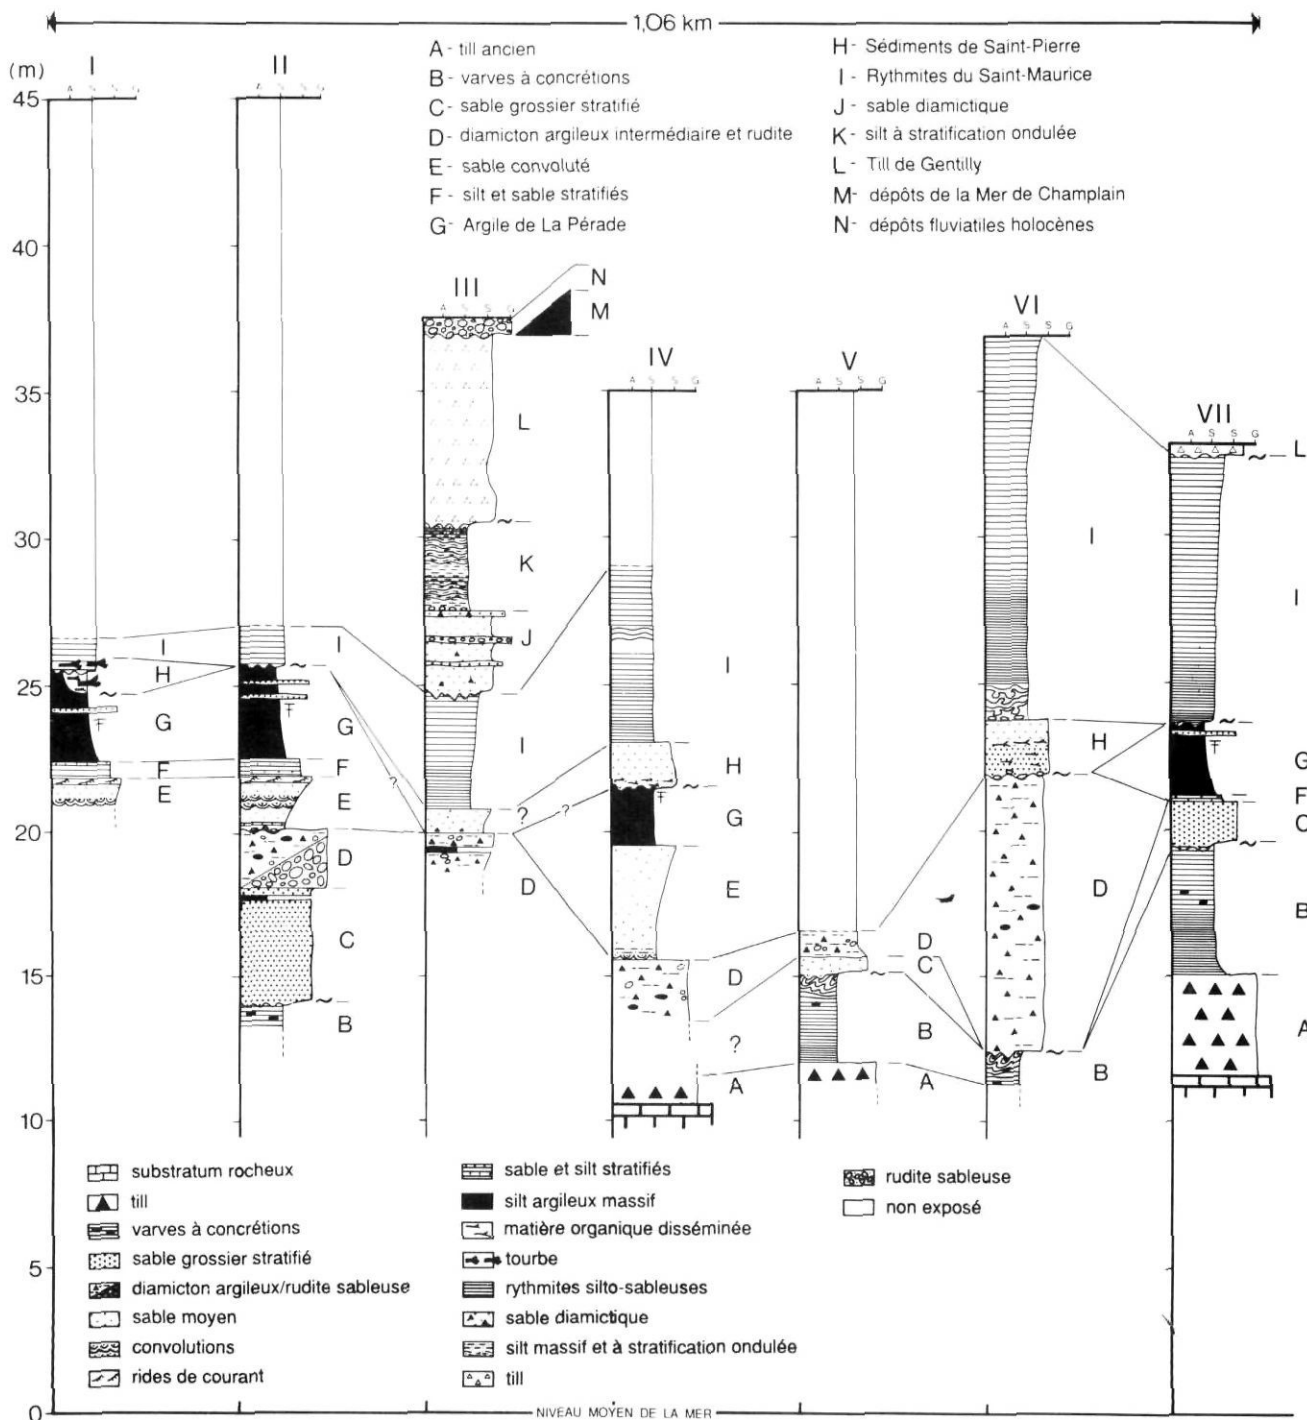 1,06 km
A - till ancien
B - varves à concrétions
C - sable grossier stratifié
D - diamicton argileux intermédiaire et rudite
E - sable convoluté
F - silt et sable stratifiés
G - Argile de La Pérade
H - Sédiments de Saint-Pierre
I - Rythmites du Saint-Maurice
J - sable diamictique
K - silt à stratification ondulée
L - Till de Gentilly
M - dépôts de la Mer de Champlain
N - dépôts fluviatiles holocènes
(m)
45
40
35
30
25
20
15
10
5
0
I
A S S G
I
H
G
F
E
II
A S S G
I
G
F
E
D
C
B
III
A S S G
N
M
L
K
J
I
?
D
?
?
IV
A S S G
I
H
G
E
D
?
A
V
A S S G
D
C
B
A
VI
A S S G
I
H
D
B
VII
A S S G
L
I
G
F
C
B
A
substratum rocheux
till
varves à concrétions
sable grossier stratifié
diamicton argileux/rudite sableuse
sable moyen
convolutions
rides de courant
sable et silt stratifiés
silt argileux massif
matière organique disséminée
tourbe
rythmites silto-sableuses
sable diamictique
silt massif et à stratification ondulée
till
rudite sableuse
non exposé
NIVEAU MOYEN DE LA MER